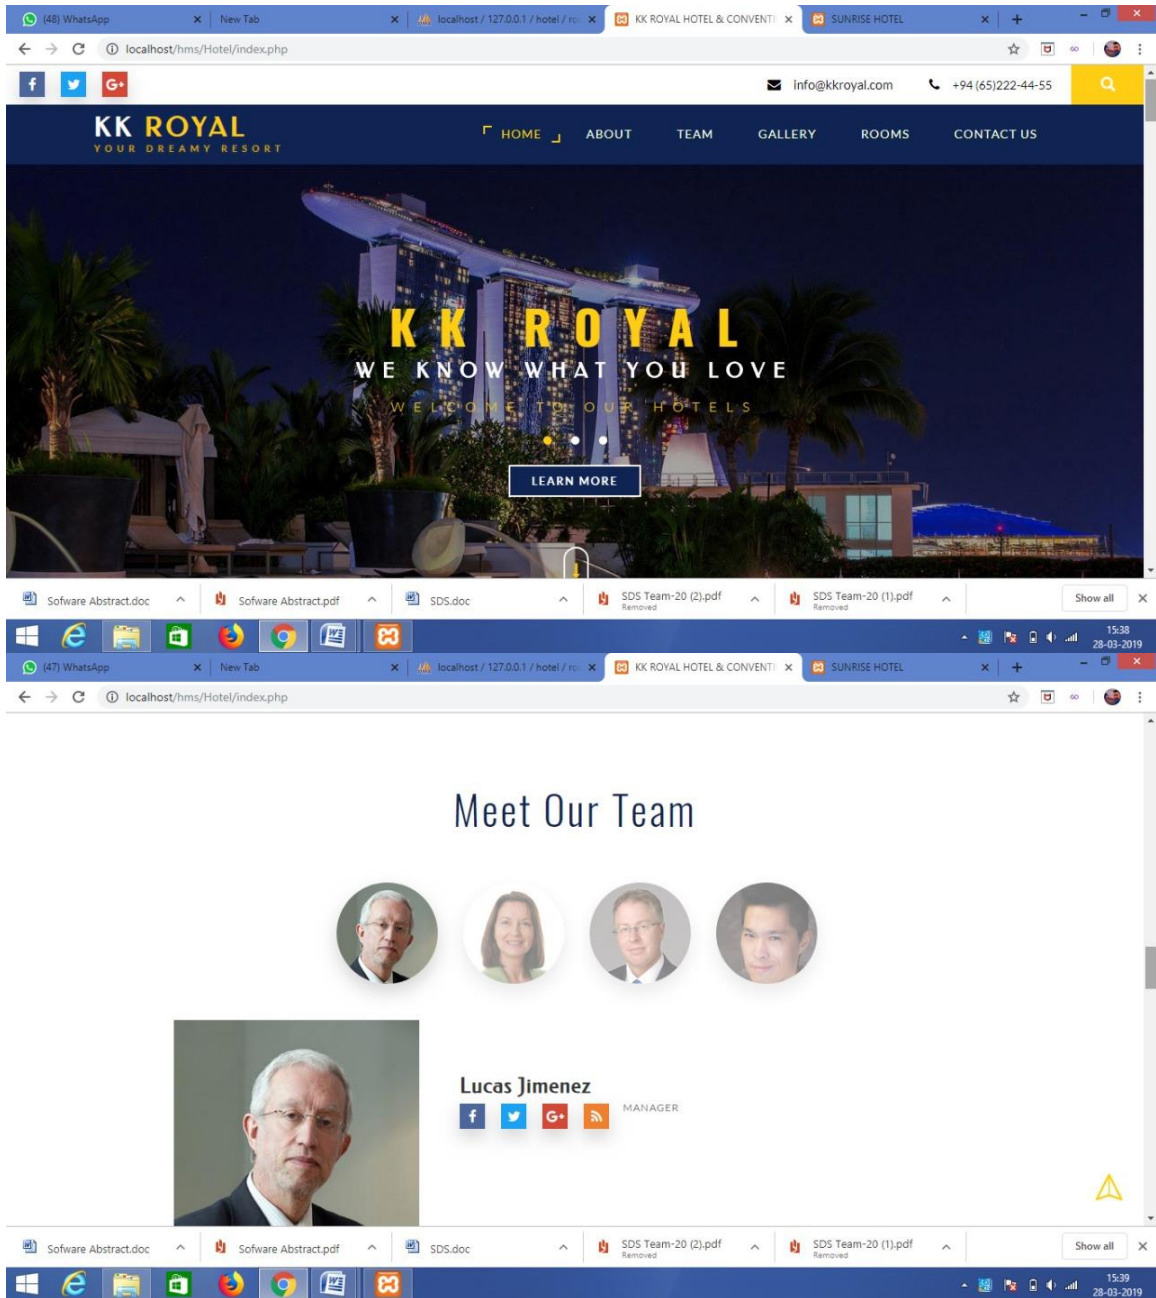 (48) WhatsApp
New Tab
localhost / 127.0.0.1 / hotel / ro
KK ROYAL HOTEL & CONVENTI
SUNRISE HOTEL
localhost/hms/Hotel/index.php
info@kkroyal.com
+94 (65)222-44-55
KK ROYAL
YOUR DREAMY RESORT
HOME
ABOUT
TEAM
GALLERY
ROOMS
CONTACT US
KK ROYAL
WE KNOW WHAT YOU LOVE
WELCOME TO OUR HOTELS
LEARN MORE
Sofware Abstract.doc
Sofware Abstract.pdf
SDS.doc
SDS Team-20 (2).pdf
Removed
SDS Team-20 (1).pdf
Removed
Show all
15:38
28-03-2019
(47) WhatsApp
New Tab
localhost / 127.0.0.1 / hotel / ro
KK ROYAL HOTEL & CONVENTI
SUNRISE HOTEL
localhost/hms/Hotel/index.php
Meet Our Team
Lucas Jimenez
MANAGER
Sofware Abstract.doc
Sofware Abstract.pdf
SDS.doc
SDS Team-20 (2).pdf
Removed
SDS Team-20 (1).pdf
Removed
Show all
15:39
28-03-2019